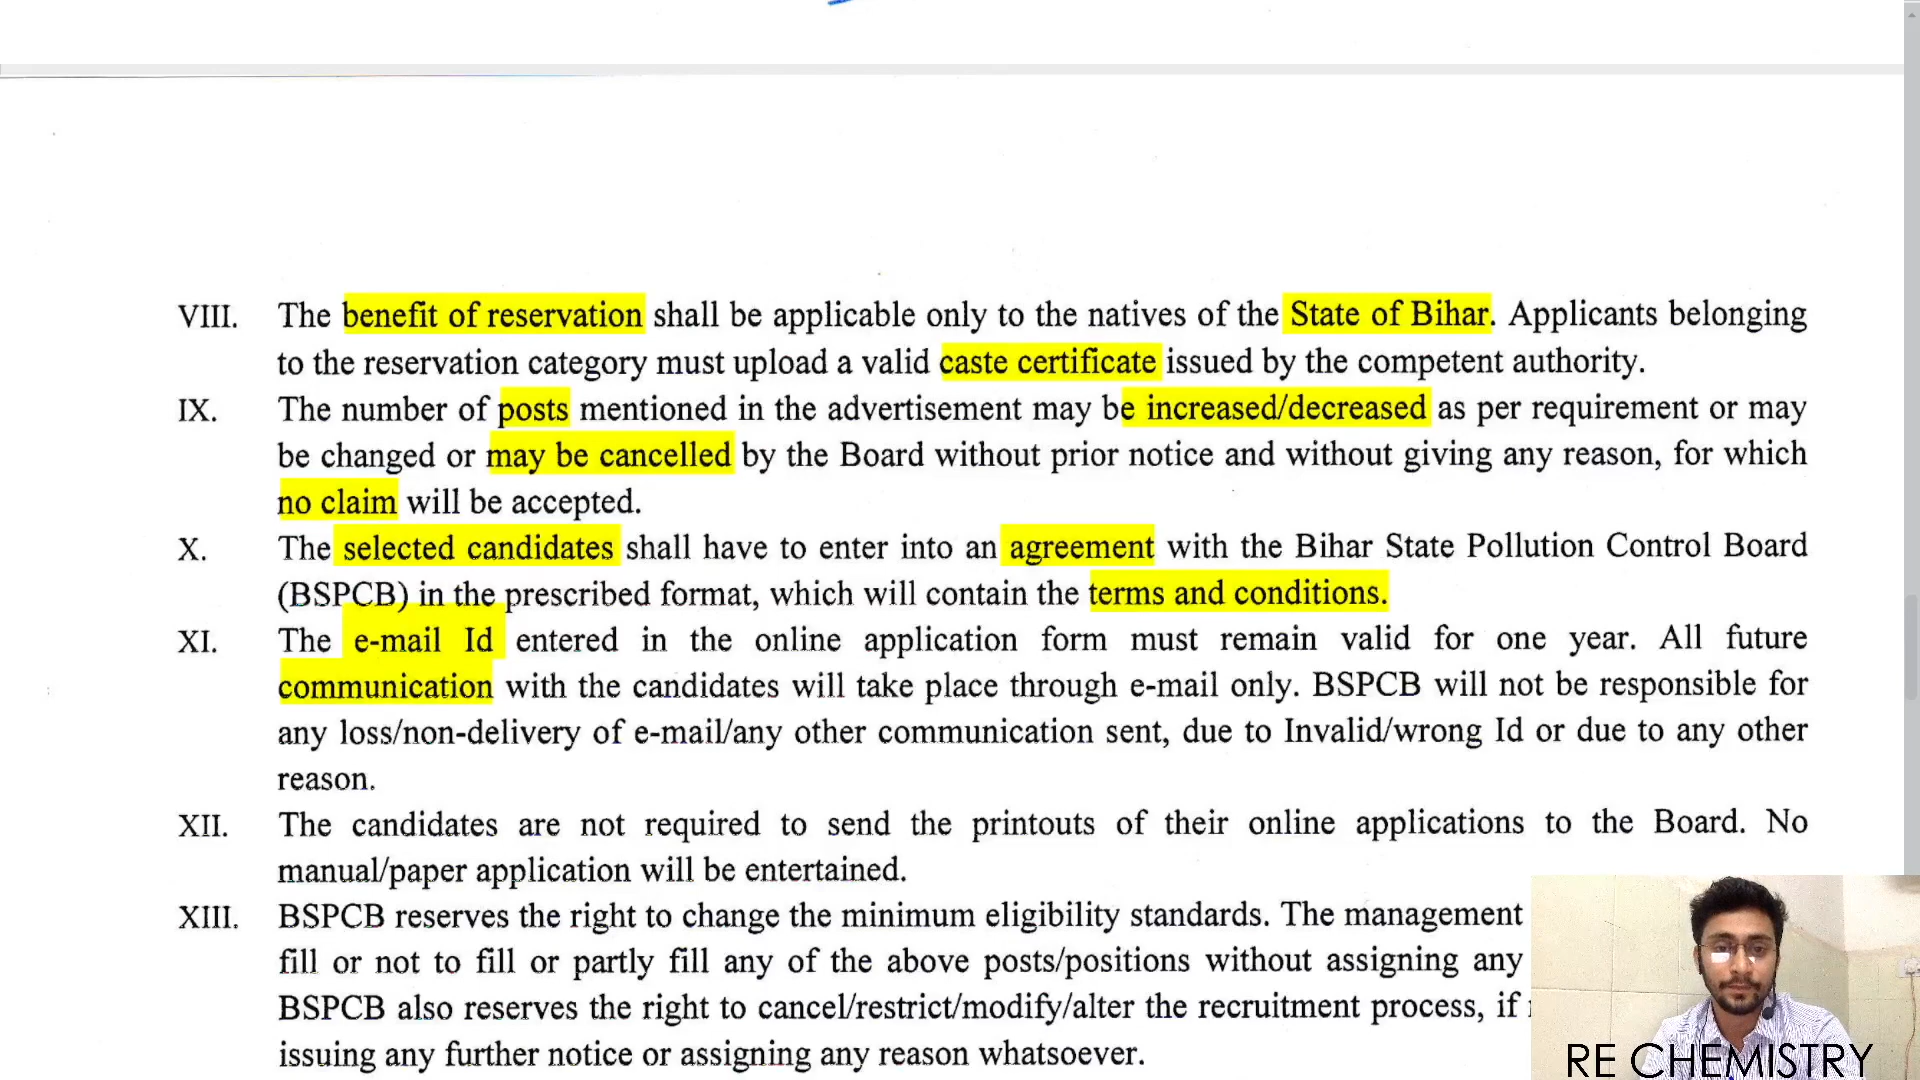 VIII. The benefit of reservation shall be applicable only to the natives of the State of Bihar. Applicants belonging
to the reservation category must upload a valid caste certificate issued by the competent authority.
IX. The number of posts mentioned in the advertisement may be increased/decreased as per requirement or may
be changed or may be cancelled by the Board without prior notice and without giving any reason, for which
no claim will be accepted.
X. The selected candidates shall have to enter into an agreement with the Bihar State Pollution Control Board
(BSPCB) in the prescribed format, which will contain the terms and conditions.
XI. The e-mail Id entered in the online application form must remain valid for one year. All future
communication with the candidates will take place through e-mail only. BSPCB will not be responsible for
any loss/non-delivery of e-mail/any other communication sent, due to Invalid/wrong Id or due to any other
reason.
XII. The candidates are not required to send the printouts of their online applications to the Board. No
manual/paper application will be entertained.
XIII. BSPCB reserves the right to change the minimum eligibility standards. The management
fill or not to fill or partly fill any of the above posts/positions without assigning any
BSPCB also reserves the right to cancel/restrict/modify/alter the recruitment process, if
issuing any further notice or assigning any reason whatsoever.
RE CHEMISTRY